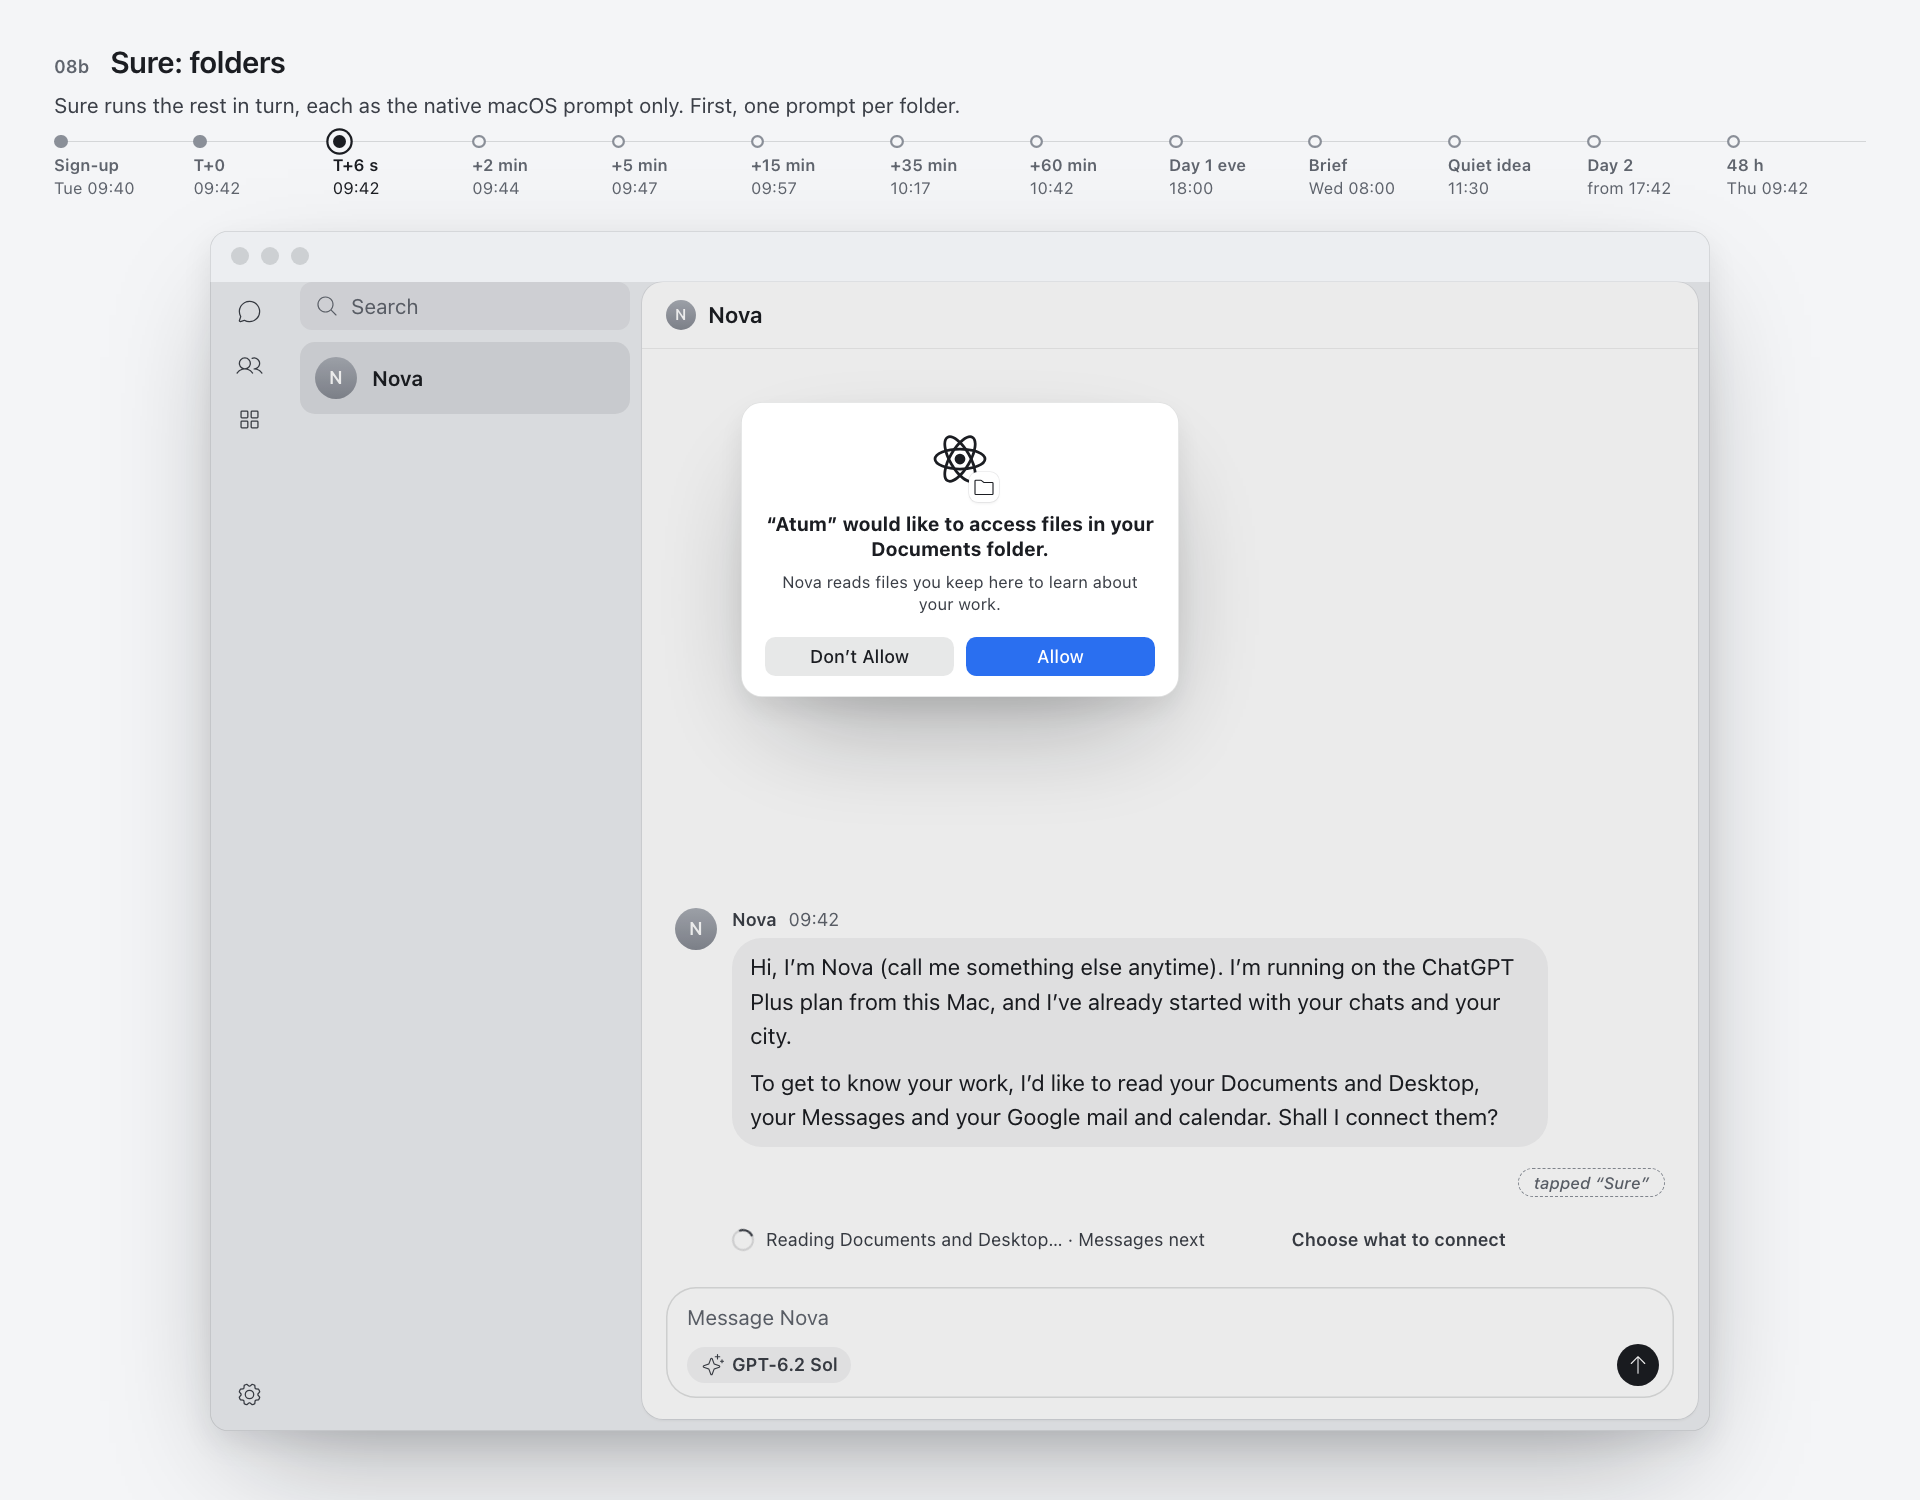 08b Sure: folders
Sure runs the rest in turn, each as the native macOS prompt only. First, one prompt per folder.
Sign-up T+0 T+6 s +2 min +5 min +15 min +35 min +60 min Day 1 eve Brief Quiet idea Day 2 48 h
Tue 09:40 09:42 09:42 09:44 09:47 09:57 10:17 10:42 18:00 Wed 08:00 11:30 from 17:42 Thu 09:42
Search
N Nova
N Nova
“Atum” would like to access files in your
Documents folder.
Nova reads files you keep here to learn about
your work.
Don’t Allow Allow
N Nova 09:42
Hi, I’m Nova (call me something else anytime). I’m running on the ChatGPT
Plus plan from this Mac, and I’ve already started with your chats and your
city.
To get to know your work, I’d like to read your Documents and Desktop,
your Messages and your Google mail and calendar. Shall I connect them?
tapped “Sure”
Reading Documents and Desktop… · Messages next Choose what to connect
Message Nova
GPT-6.2 Sol